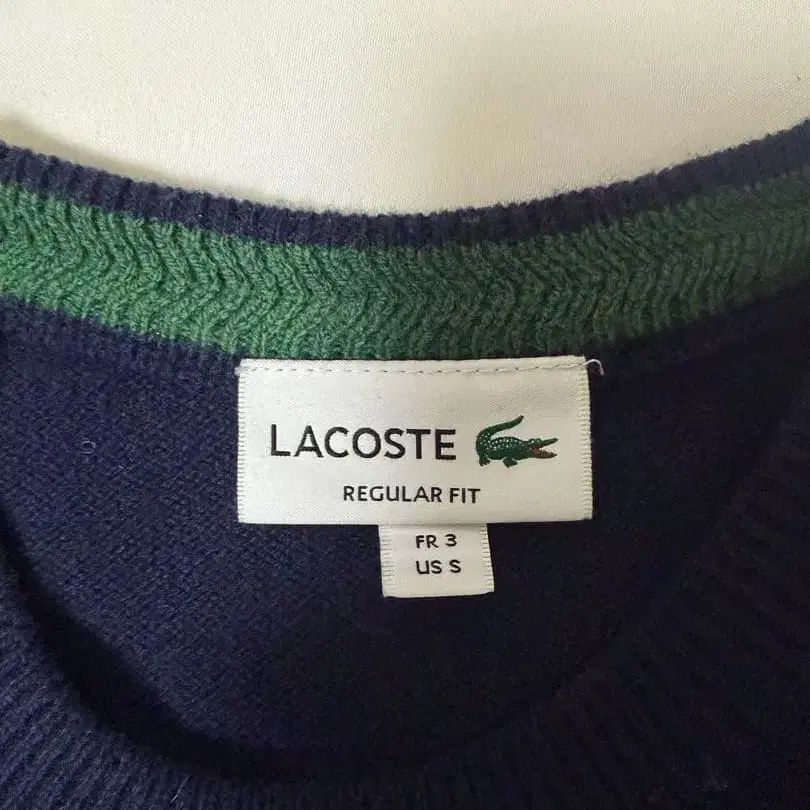 LACOSTE
REGULAR FIT
FR 3
US S